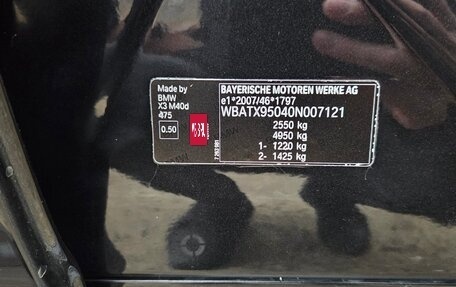 Made by
BMW
X3 M40d
475
0.50
BAYERISCHE MOTOREN WERKE AG
e1*2007/46*1797
WBATX95040N007121
2550 kg
4950 kg
1- 1220 kg
2- 1425 kg